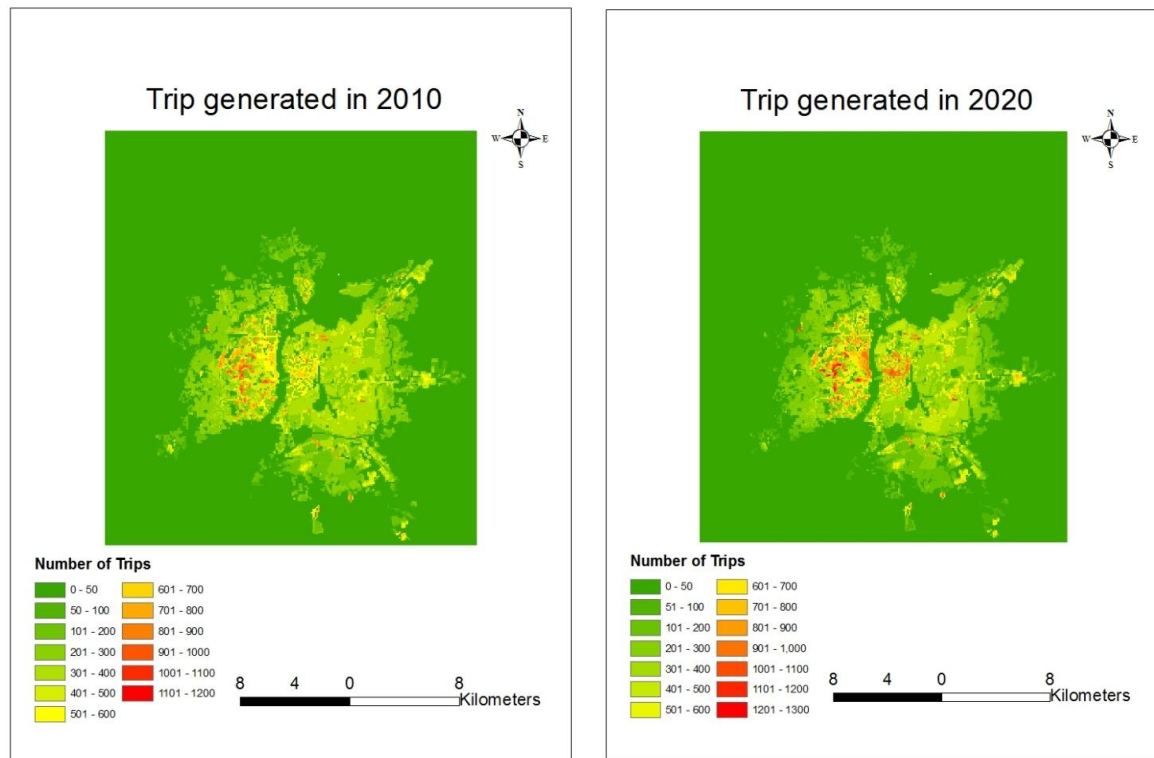 Trip generated in 2010
N
W E
S
Number of Trips
0 - 50
50 - 100
101 - 200
201 - 300
301 - 400
401 - 500
501 - 600
601 - 700
701 - 800
801 - 900
901 - 1000
1001 - 1100
1101 - 1200
8 4 0 8
Kilometers
Trip generated in 2020
N
W E
S
Number of Trips
0 - 50
51 - 100
101 - 200
201 - 300
301 - 400
401 - 500
501 - 600
601 - 700
701 - 800
801 - 900
901 - 1,000
1001 - 1100
1101 - 1200
1201 - 1300
8 4 0 8
Kilometers